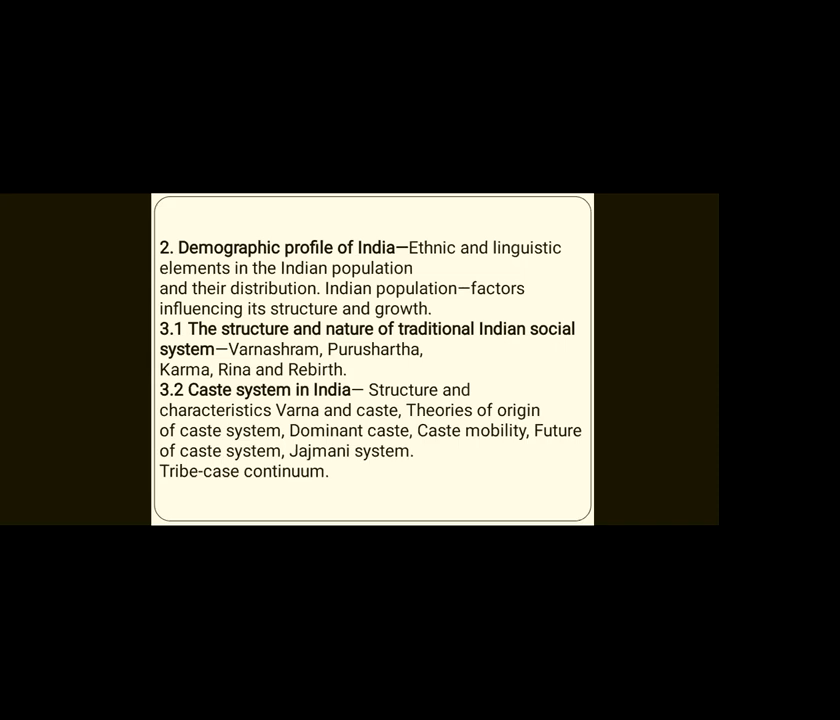 2. Demographic profile of India—Ethnic and linguistic
elements in the Indian population
and their distribution. Indian population—factors
influencing its structure and growth.
3.1 The structure and nature of traditional Indian social
system—Varnashram, Purushartha,
Karma, Rina and Rebirth.
3.2 Caste system in India— Structure and
characteristics Varna and caste, Theories of origin
of caste system, Dominant caste, Caste mobility, Future
of caste system, Jajmani system.
Tribe-case continuum.